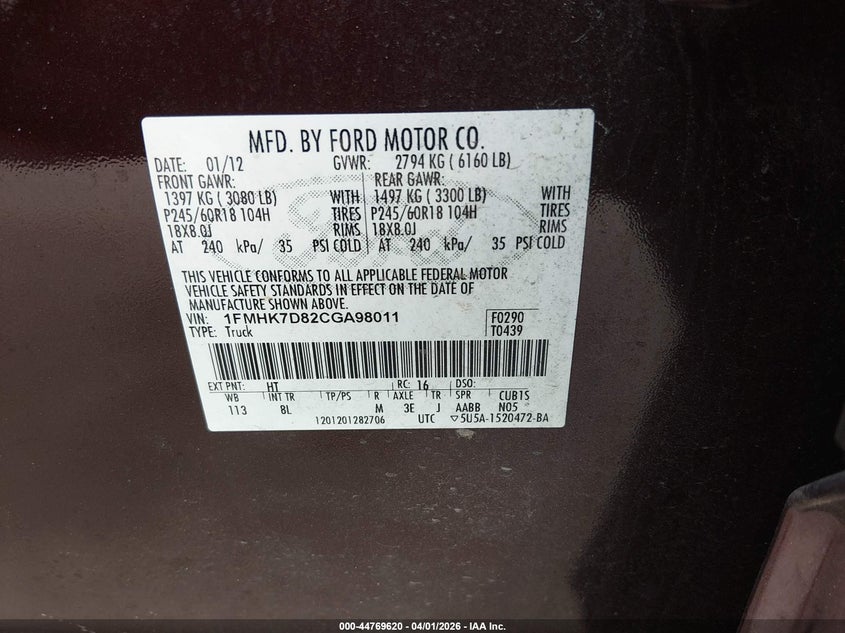 MFD. BY FORD MOTOR CO.
DATE: 01/12 GVWR: 2794 KG ( 6160 LB)
FRONT GAWR: REAR GAWR:
1397 KG ( 3080 LB) WITH 1497 KG ( 3300 LB) WITH
P245/60R18 104H TIRES P245/60R18 104H TIRES
18X8.0J RIMS 18X8.0J RIMS
AT 240 kPa/ 35 PSI COLD AT 240 kPa/ 35 PSI COLD
Ford
THIS VEHICLE CONFORMS TO ALL APPLICABLE FEDERAL MOTOR
VEHICLE SAFETY STANDARDS IN EFFECT ON THE DATE OF
MANUFACTURE SHOWN ABOVE.
VIN: 1FMHK7D82CGA98011 F0290
TYPE: Truck T0439
EXT PNT: HT RC: 16 DSO:
WB INT TR TP/PS R AXLE TR SPR CUB1S
113 8L M 3E J AABB N05
1201201282706 UTC ▽5U5A-1520472-BA
000-44769620 - 04/01/2026 - IAA Inc.